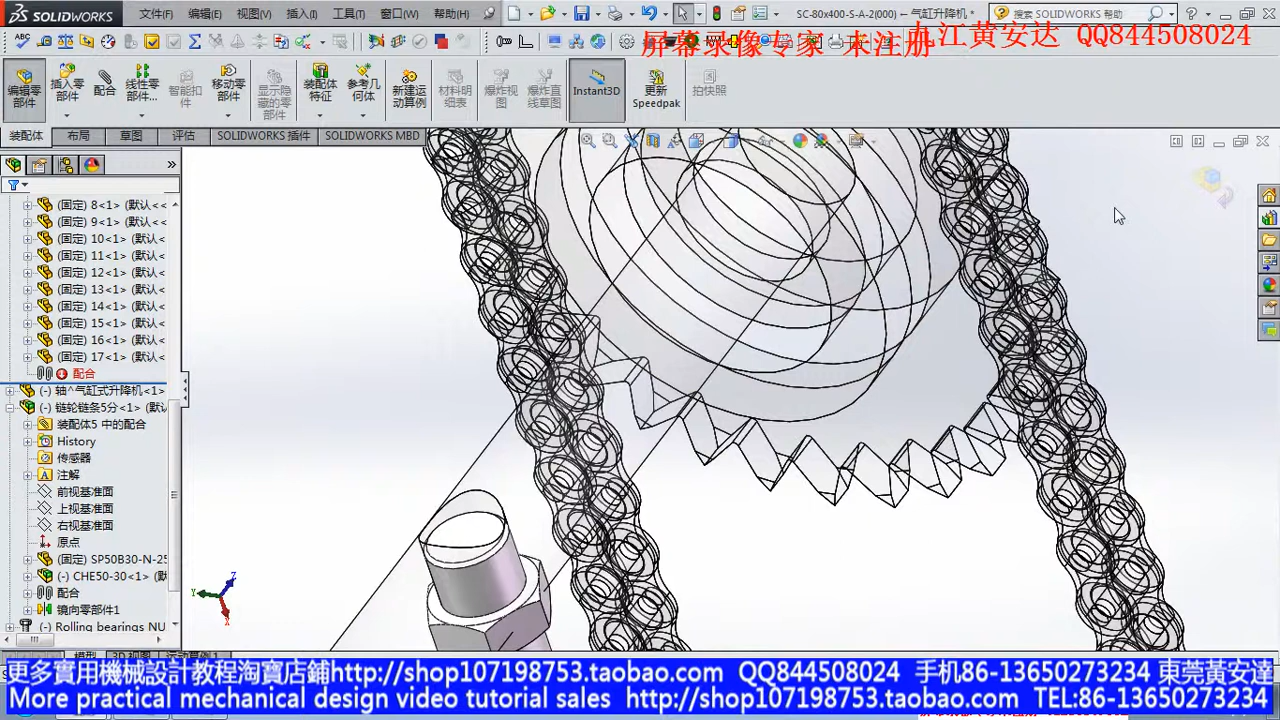 SOLIDWORKS
文件(F) 编辑(E) 视图(V) 插入(I) 工具(T) 窗口(W) 帮助(H)
SC-80x400-S-A-2(000) — 气缸升降机 *
搜索 SOLIDWORKS 帮助
屏幕录像专家 未注册
九江黄安达 QQ844508024
编辑零部件
插入零部件
配合
线性零部件...
智能扣件
移动零部件
显示隐藏的零部件
装配体特征
参考几何体
新建运动算例
材料明细表
爆炸视图
爆炸直线草图
Instant3D
更新Speedpak
拍快照
装配体 布局 草图 评估 SOLIDWORKS 插件 SOLIDWORKS MBD
(固定) 8<1> (默认<<
(固定) 9<1> (默认<<
(固定) 10<1> (默认<
(固定) 11<1> (默认<
(固定) 12<1> (默认<
(固定) 13<1> (默认<
(固定) 14<1> (默认<
(固定) 15<1> (默认<
(固定) 16<1> (默认<
(固定) 17<1> (默认<
配合
(-) 轴^气缸式升降机<1>
(-) 链轮链条5分<1> (默认
装配体5 中的配合
History
传感器
注解
前视基准面
上视基准面
右视基准面
原点
(固定) SP50B30-N-25
(-) CHE50-30<1> (默
配合
镜向零部件1
(-) Rolling bearings NU
Y
Z
X
模型 3D 视图 运动算例 1
更多實用機械設計教程淘寶店鋪http://shop107198753.taobao.com QQ844508024 手机86-13650273234 東莞黃安達
More practical mechanical design video tutorial sales http://shop107198753.taobao.com TEL:86-13650273234